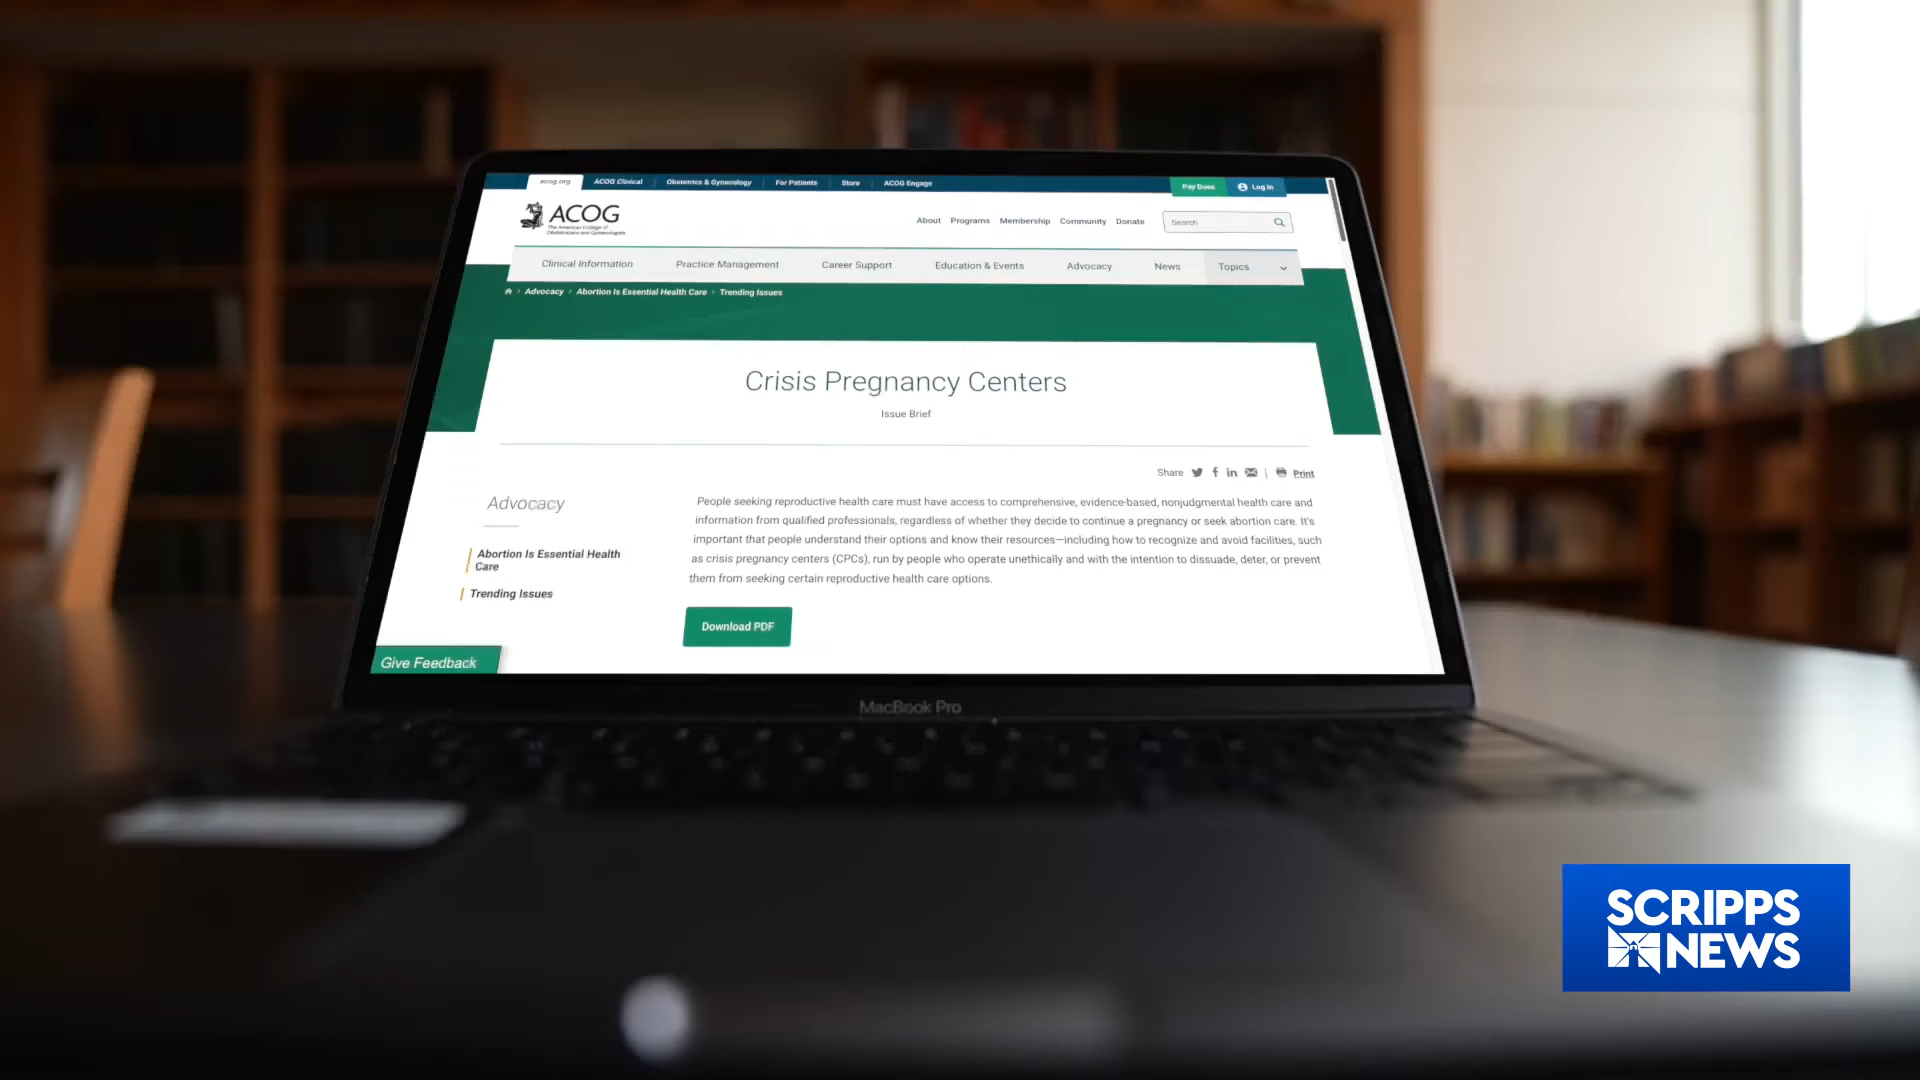 acog.org ACOG Clinical Obstetrics & Gynecology For Patients Store ACOG Engage Pay Dues Log in
ACOG
The American College of
Obstetricians and Gynecologists
About Programs Membership Community Donate Search
Clinical Information Practice Management Career Support Education & Events Advocacy News Topics
Advocacy Abortion Is Essential Health Care Trending Issues
Crisis Pregnancy Centers
Issue Brief
Share Print
Advocacy
Abortion Is Essential Health
Care
Trending Issues
People seeking reproductive health care must have access to comprehensive, evidence-based, nonjudgmental health care and
information from qualified professionals, regardless of whether they decide to continue a pregnancy or seek abortion care. It's
important that people understand their options and know their resources—including how to recognize and avoid facilities, such
as crisis pregnancy centers (CPCs), run by people who operate unethically and with the intention to dissuade, deter, or prevent
them from seeking certain reproductive health care options.
Download PDF
Give Feedback
MacBook Pro
SCRIPPS
NEWS